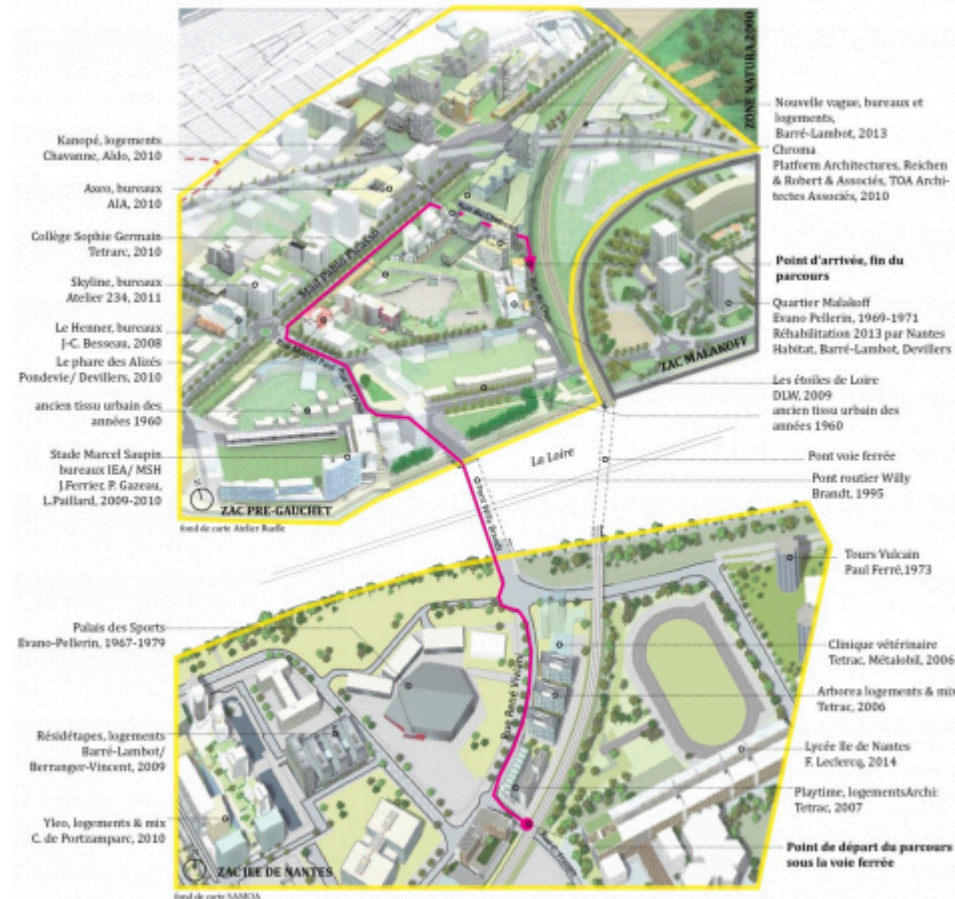 ZONE NATURA 2000
Kanopé, logements
Chavanne, Aldo, 2010
Axeo, bureaux
AIA, 2010
Collège Sophie Germain
Tetrarc, 2010
Skyline, bureaux
Atelier 234, 2011
Le Henner, bureaux
J-C. Besseau, 2008
Le phare des Alizés
Pondevie/ Devillers, 2010
ancien tissu urbain des
années 1960
Stade Marcel Saupin
bureaux IEA/ MSH
J.Ferrier, P. Gazeau,
L.Paillard, 2009-2010
Mail Pablo Picasso
ZAC PRE-GAUCHET
fond de carte Atelier Ruelle
Nouvelle vague, bureaux et
logements,
Barré-Lambot, 2013
Chroma
Platform Architectures, Reichen
& Robert & Associés, TOA Archi-
tectes Associés, 2010
Point d'arrivée, fin du
parcours
Quartier Malakoff
Evano Pellerin, 1969-1971
Réhabilitation 2013 par Nantes
Habitat, Barré-Lambot, Devillers
ZAC MALAKOFF
Les étoiles de Loire
DLW, 2009
ancien tissu urbain des
années 1960
La Loire
Pont voie ferrée
Pont routier Willy
Brandt, 1995
Pont Willy Brandt
Tours Vulcain
Paul Ferré,1973
Palais des Sports
Evano-Pellerin, 1967-1979
Rue René Viviani
Clinique vétérinaire
Tetrac, Métalobil, 2006
Arborea logements & mix
Tetrac, 2006
Résidétapes, logements
Barré-Lambot/
Berranger-Vincent, 2009
Lycée Ile de Nantes
F. Leclercq, 2014
Playtime, logementsArchi:
Tetrac, 2007
Yleo, logements & mix
C. de Portzamparc, 2010
Point de départ du parcours
sous la voie ferrée
ZAC ILE DE NANTES
fond de carte SAMOA